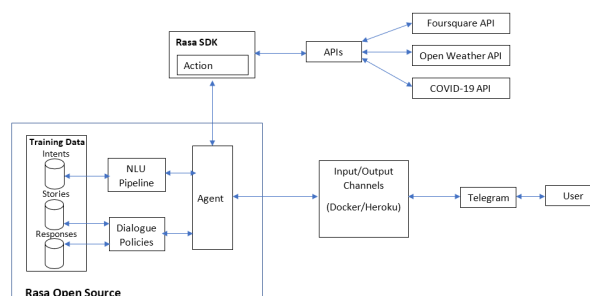 Foursquare API
Rasa SDK
Action
APIs
Open Weather API
COVID-19 API
Training Data
Intents
Stories
Responses
NLU
Pipeline
Dialogue
Policies
Agent
Input/Output
Channels
(Docker/Heroku)
Telegram
User
Rasa Open Source